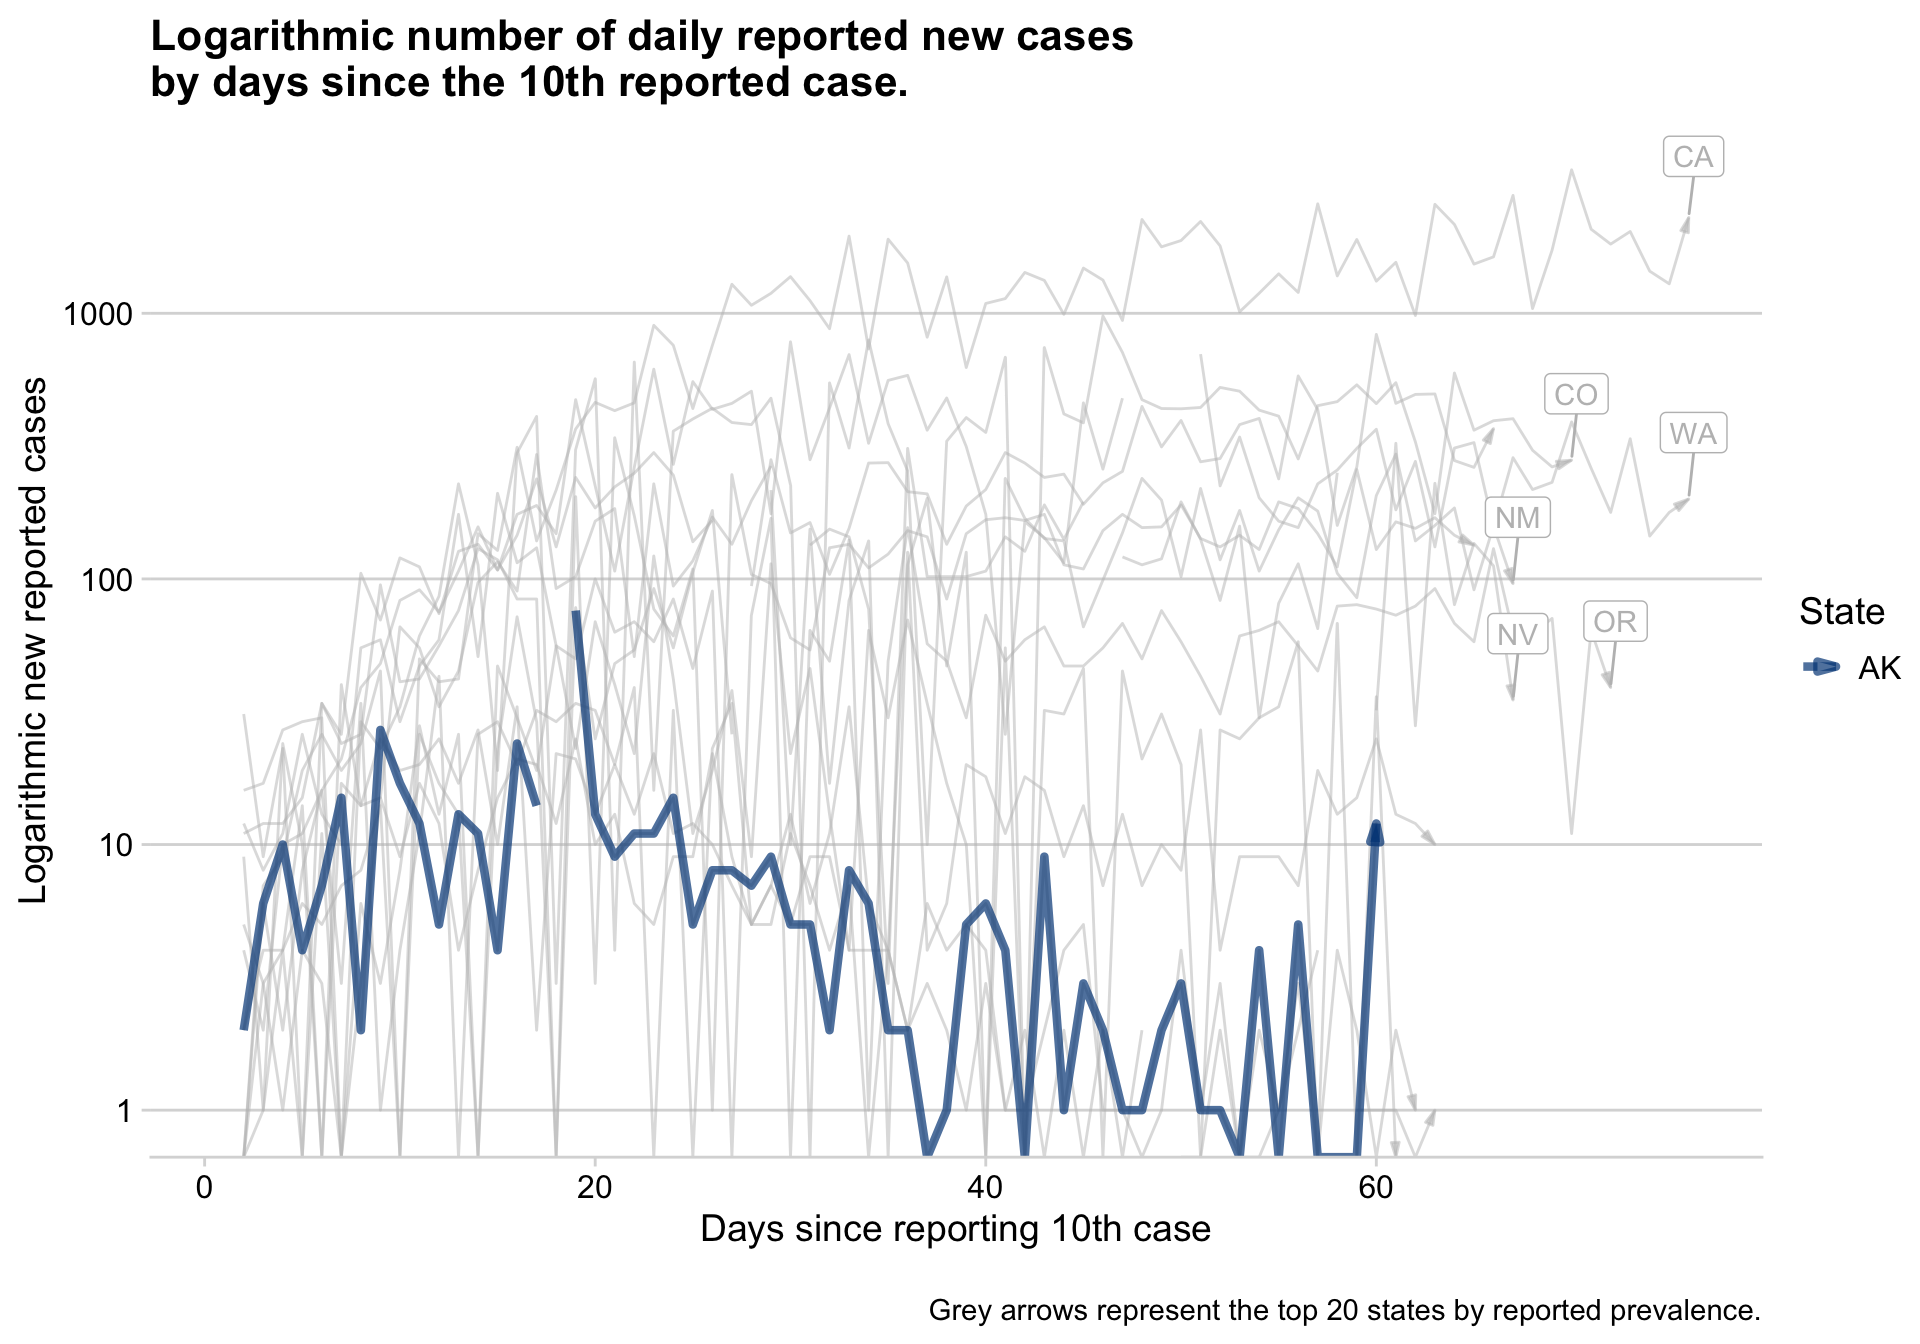 Logarithmic number of daily reported new cases
by days since the 10th reported case.
CA
1000
CO
WA
NM
100
NV
OR
State
AK
10
1
Logarithmic new reported cases
0
20
40
60
Days since reporting 10th case
Grey arrows represent the top 20 states by reported prevalence.